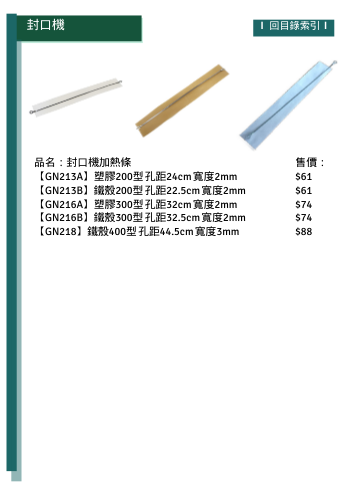 封口機
回目錄索引
品名：封口機加熱條 售價：
【GN213A】塑膠200型 孔距24cm 寬度2mm $61
【GN213B】鐵殼200型 孔距22.5cm 寬度2mm $61
【GN216A】塑膠300型 孔距32cm 寬度2mm $74
【GN216B】鐵殼300型 孔距32.5cm 寬度2mm $74
【GN218】鐵殼400型 孔距44.5cm 寬度3mm $88